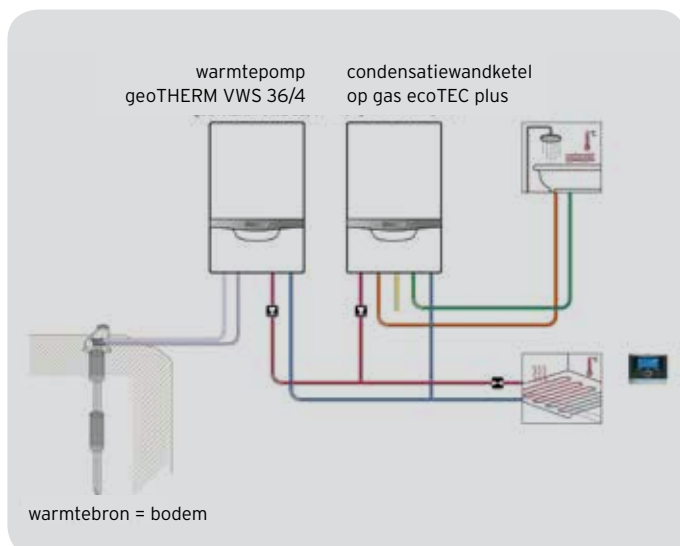 warmtepomp
geoTHERM VWS 36/4
condensatiewandketel
op gas ecoTEC plus
warmtebron = bodem